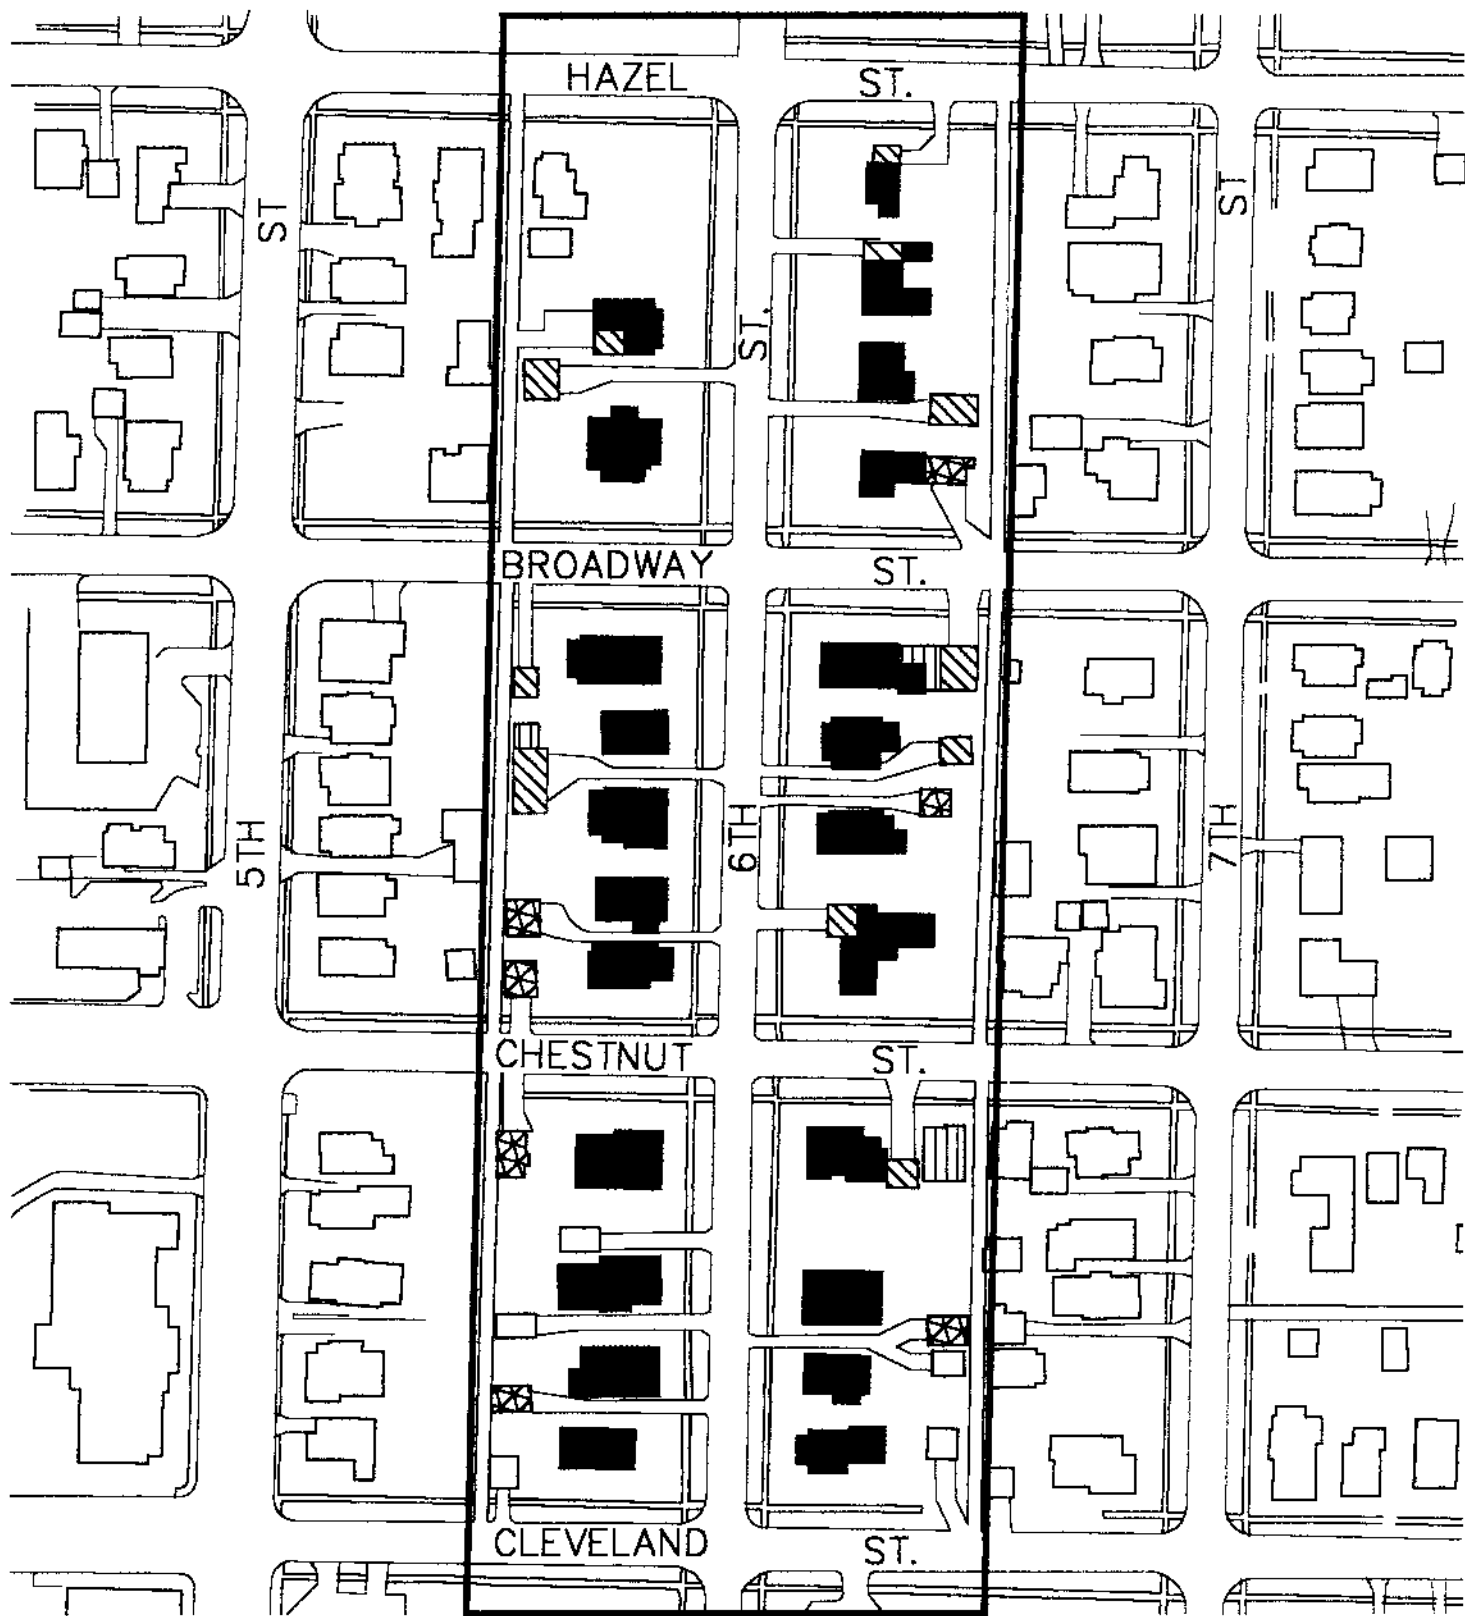 HAZEL ST.
ST
ST
ST.
BROADWAY ST.
5TH
6TH
7TH
CHESTNUT ST.
CLEVELAND ST.